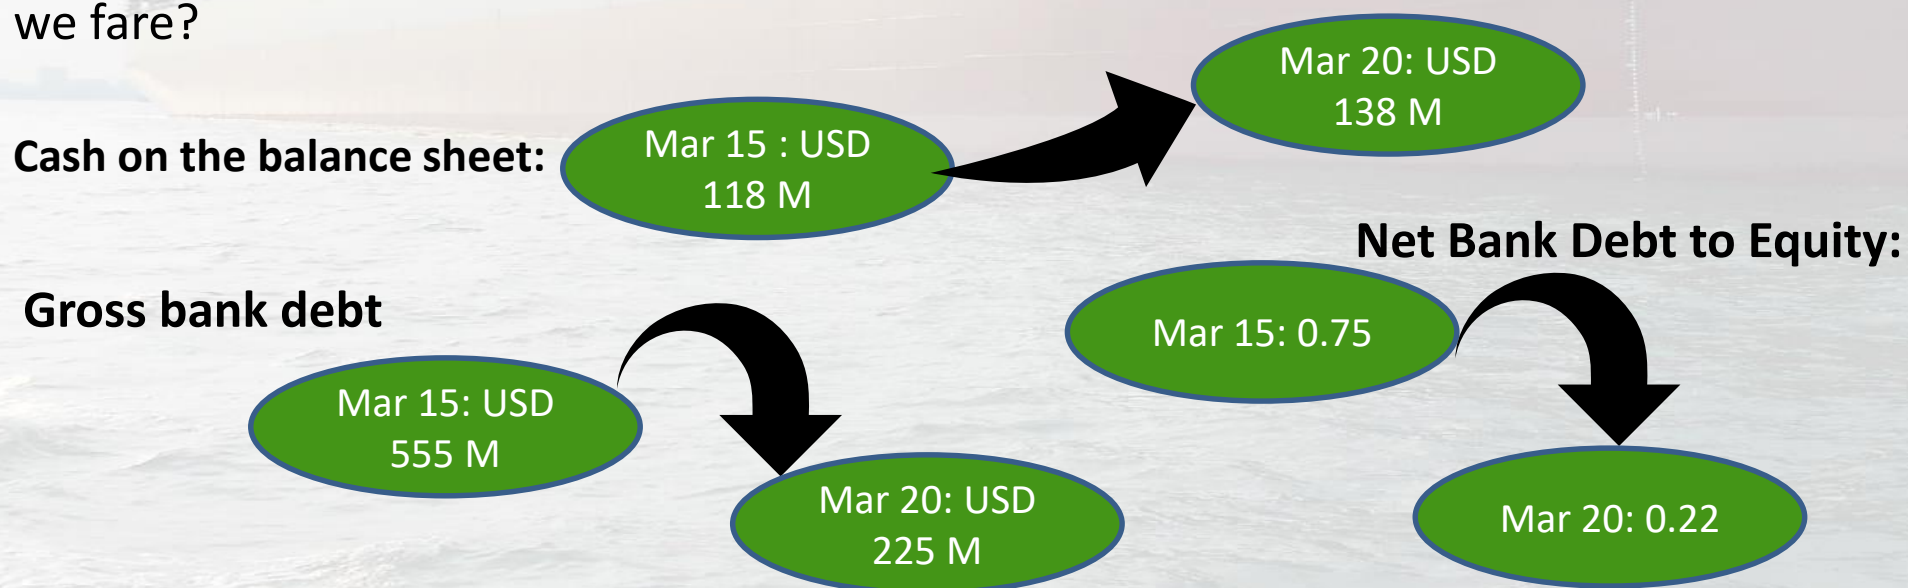 we fare?
Cash on the balance sheet:
Mar 15 : USD
118 M
Mar 20: USD
138 M
Gross bank debt
Mar 15: USD
555 M
Mar 20: USD
225 M
Net Bank Debt to Equity:
Mar 15: 0.75
Mar 20: 0.22